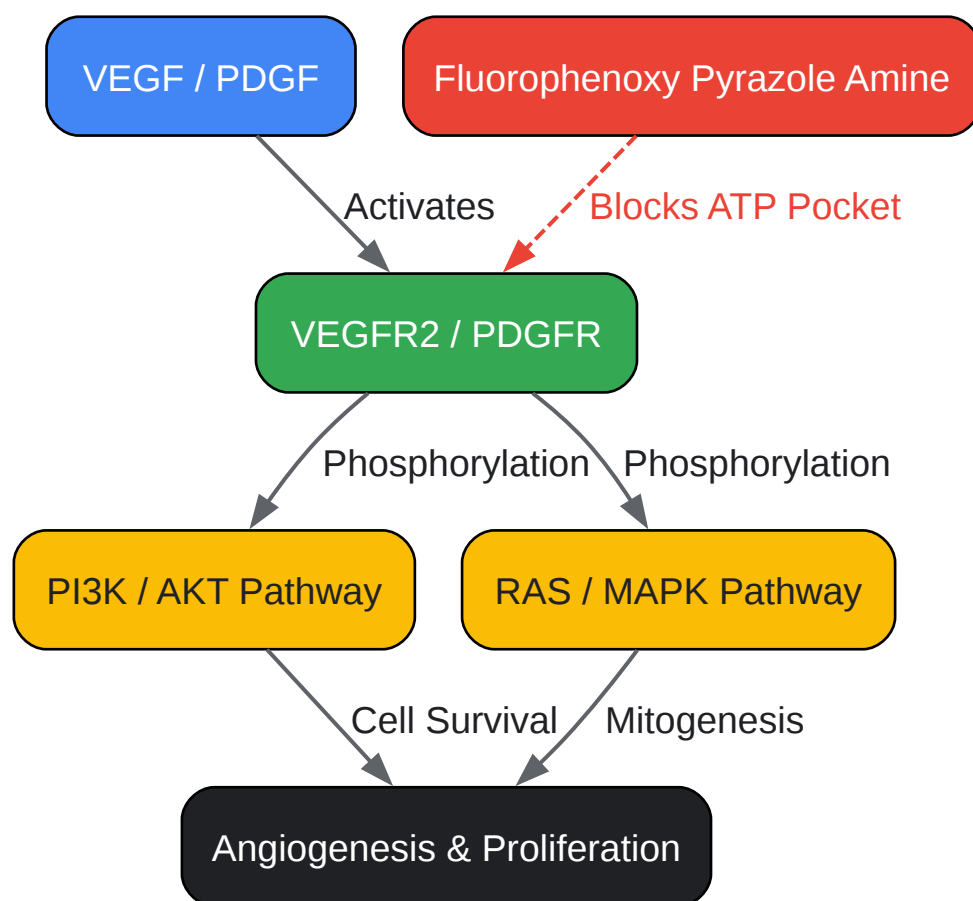 VEGF / PDGF
Fluorophenoxy Pyrazole Amine
Activates
Blocks ATP Pocket
VEGFR2 / PDGFR
Phosphorylation
Phosphorylation
PI3K / AKT Pathway
RAS / MAPK Pathway
Cell Survival
Mitogenesis
Angiogenesis & Proliferation